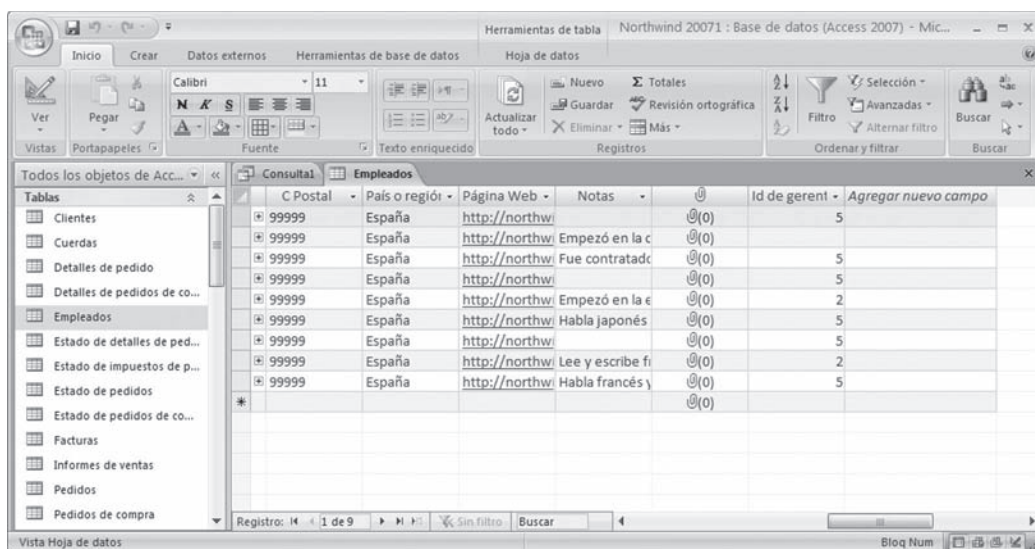 Herramientas de tabla Northwind 20071 : Base de datos (Access 2007) - Mic...
Inicio Crear Datos externos Herramientas de base de datos Hoja de datos
Ver
Vistas
Pegar
Portapapeles
Calibri 11
N K S
Fuente
Texto enriquecido
Actualizar todo
Nuevo
Guardar
Eliminar
Σ Totales
Revisión ortográfica
Más
Registros
Filtro
Selección
Avanzadas
Alternar filtro
Ordenar y filtrar
Buscar
Buscar
Todos los objetos de Acc... «
Tablas
Clientes
Cuerdas
Detalles de pedido
Detalles de pedidos de co...
Empleados
Estado de detalles de ped...
Estado de impuestos de p...
Estado de pedidos
Estado de pedidos de co...
Facturas
Informes de ventas
Pedidos
Pedidos de compra
Consulta1 Empleados
C Postal País o región Página Web Notas Id de gerent Agregar nuevo campo
99999 España http://northwi (0) 5
99999 España http://northwi Empezó en la c (0)
99999 España http://northwi Fue contratado (0) 5
99999 España http://northwi (0) 5
99999 España http://northwi Empezó en la e (0) 2
99999 España http://northwi Habla japonés (0) 5
99999 España http://northwi (0) 5
99999 España http://northwi Lee y escribe fr (0) 2
99999 España http://northwi Habla francés y (0) 5
* (0)
Registro: 1 de 9 Sin filtro Buscar
Vista Hoja de datos Bloq Num